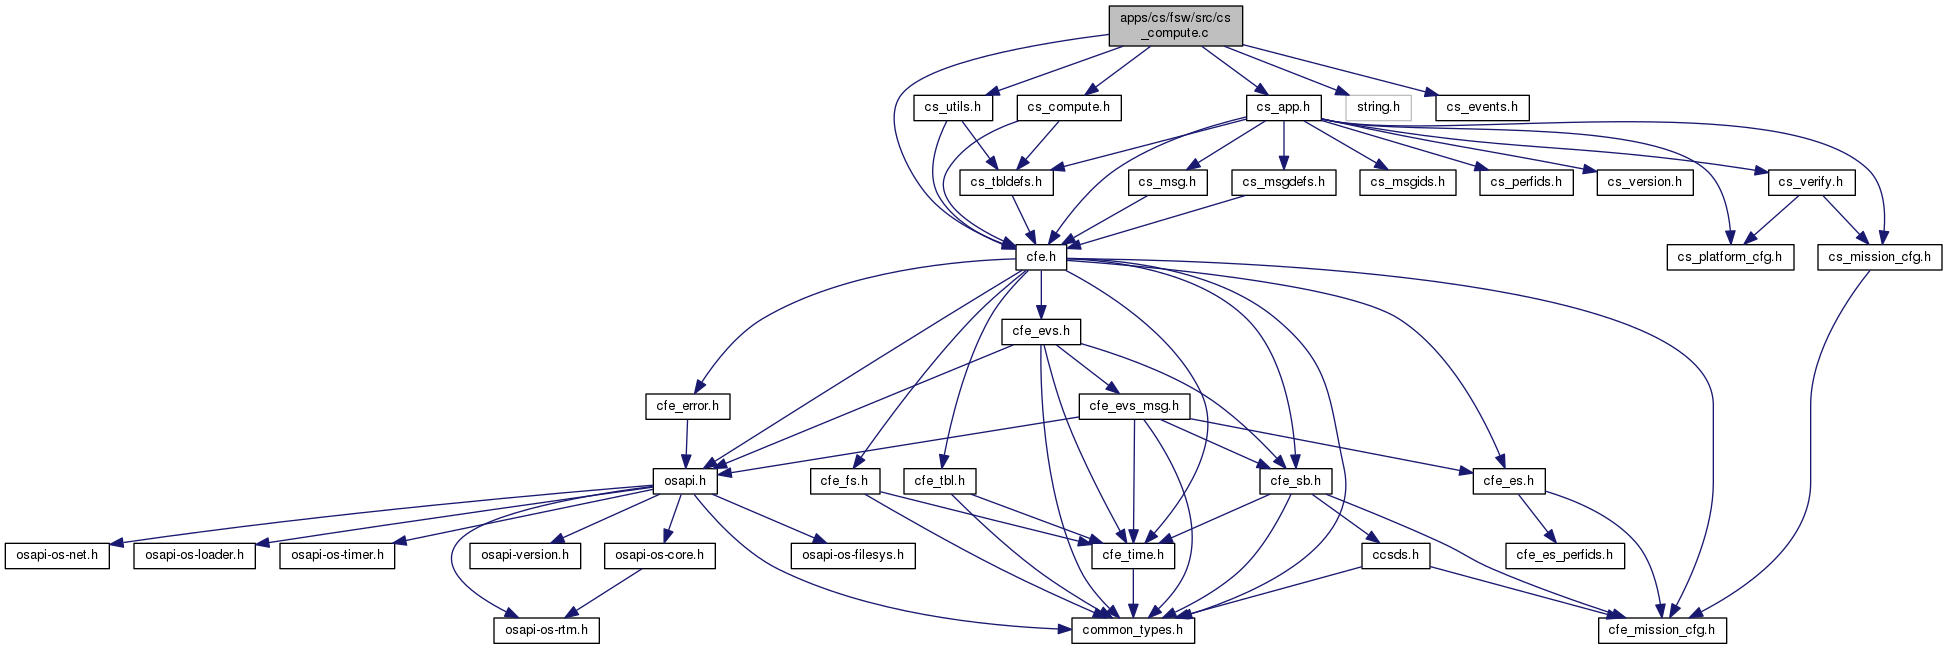 apps/cs/fsw/src/cs
_compute.c
cs_utils.h
cs_compute.h
cs_app.h
string.h
cs_events.h
cs_tbldefs.h
cs_msg.h
cs_msgdefs.h
cs_msgids.h
cs_perfids.h
cs_version.h
cs_verify.h
cfe.h
cs_platform_cfg.h
cs_mission_cfg.h
cfe_evs.h
cfe_error.h
cfe_evs_msg.h
osapi.h
cfe_fs.h
cfe_tbl.h
cfe_sb.h
cfe_es.h
osapi-os-net.h
osapi-os-loader.h
osapi-os-timer.h
osapi-version.h
osapi-os-core.h
osapi-os-filesys.h
cfe_time.h
ccsds.h
cfe_es_perfids.h
osapi-os-rtm.h
common_types.h
cfe_mission_cfg.h